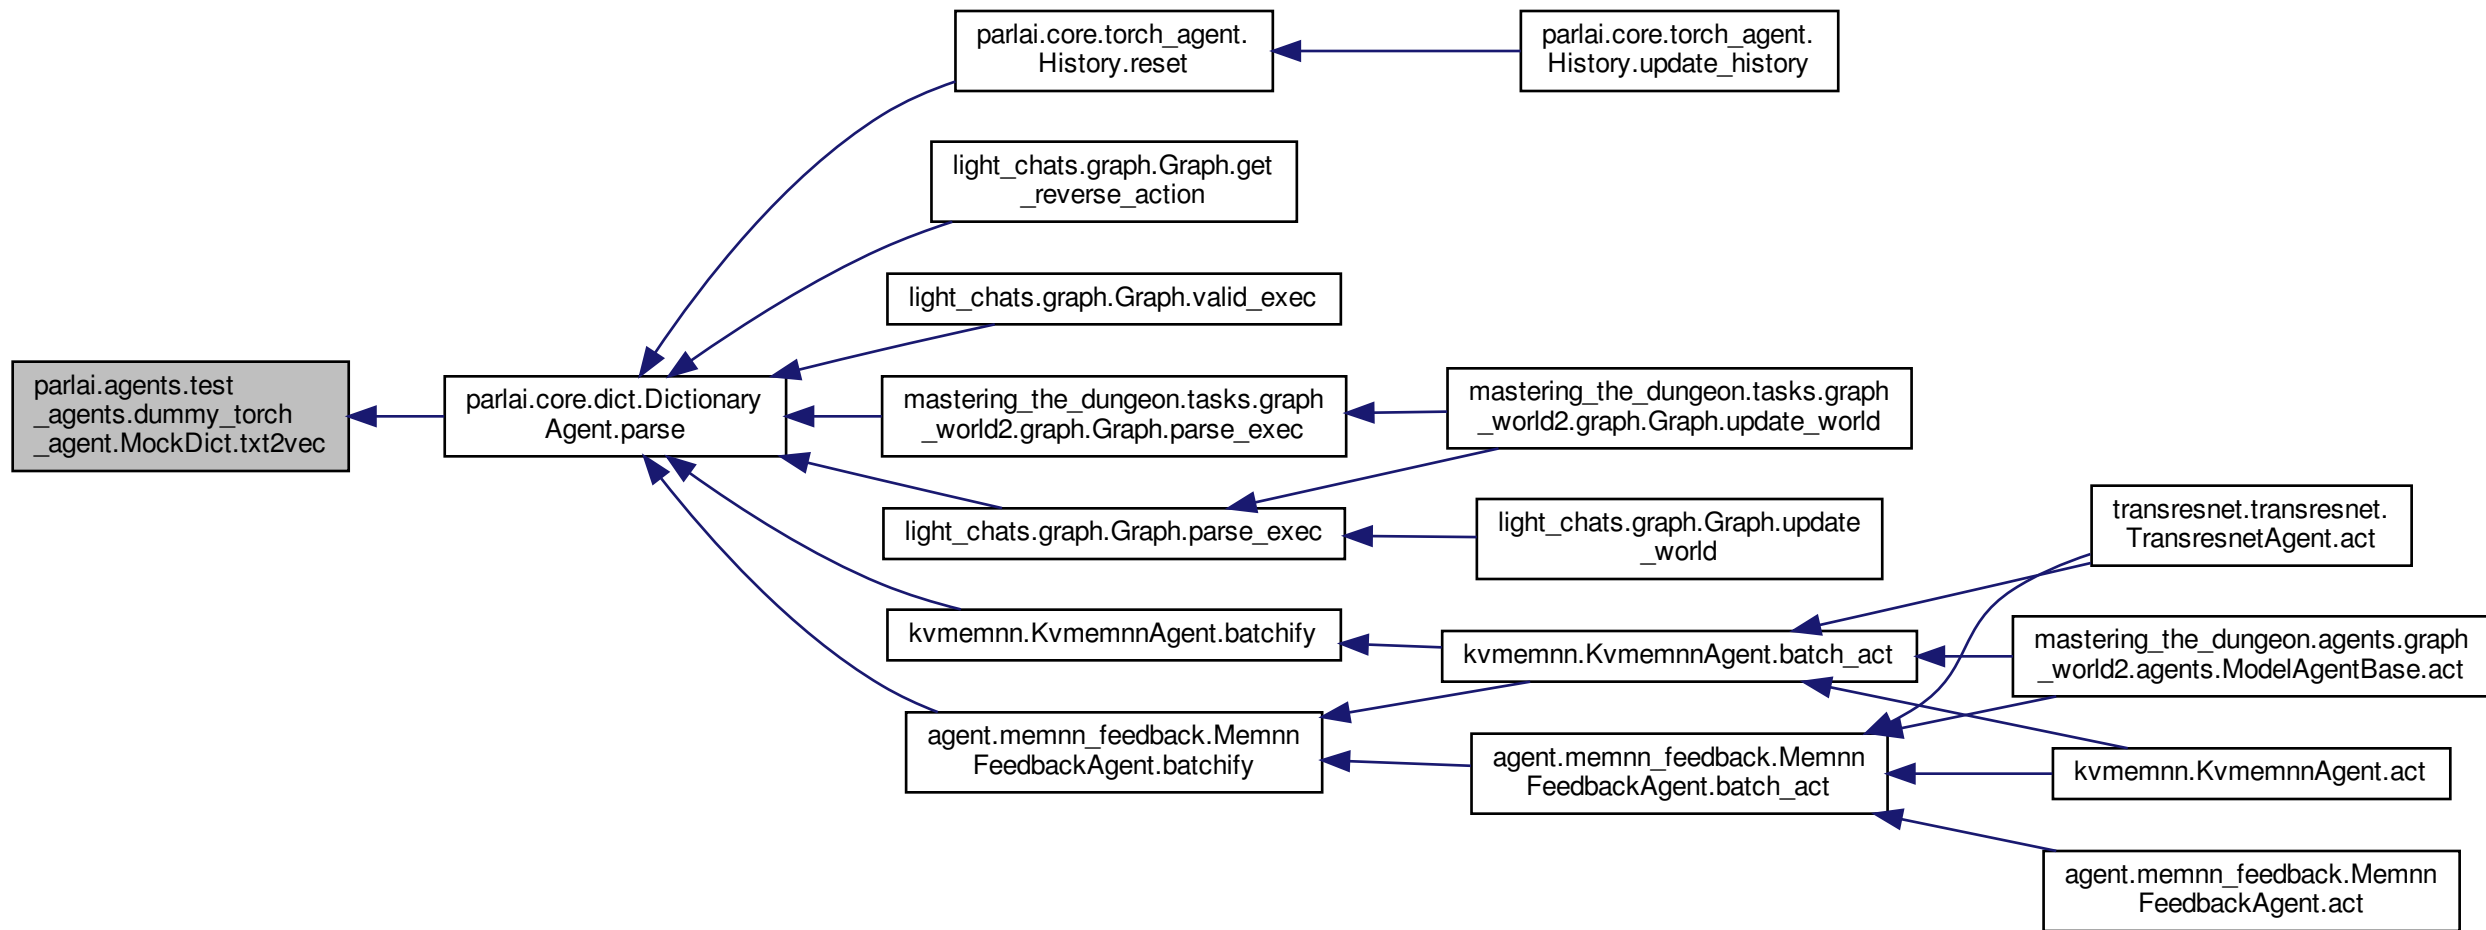 parlai.core.torch_agent.
History.reset
parlai.core.torch_agent.
History.update_history
light_chats.graph.Graph.get
_reverse_action
light_chats.graph.Graph.valid_exec
parlai.agents.test
_agents.dummy_torch
_agent.MockDict.txt2vec
parlai.core.dict.Dictionary
Agent.parse
mastering_the_dungeon.tasks.graph
_world2.graph.Graph.parse_exec
mastering_the_dungeon.tasks.graph
_world2.graph.Graph.update_world
light_chats.graph.Graph.parse_exec
light_chats.graph.Graph.update
_world
transresnet.transresnet.
TransresnetAgent.act
kvmemnn.KvmemnnAgent.batchify
kvmemnn.KvmemnnAgent.batch_act
mastering_the_dungeon.agents.graph
_world2.agents.ModelAgentBase.act
agent.memnn_feedback.Memnn
FeedbackAgent.batchify
agent.memnn_feedback.Memnn
FeedbackAgent.batch_act
kvmemnn.KvmemnnAgent.act
agent.memnn_feedback.Memnn
FeedbackAgent.act